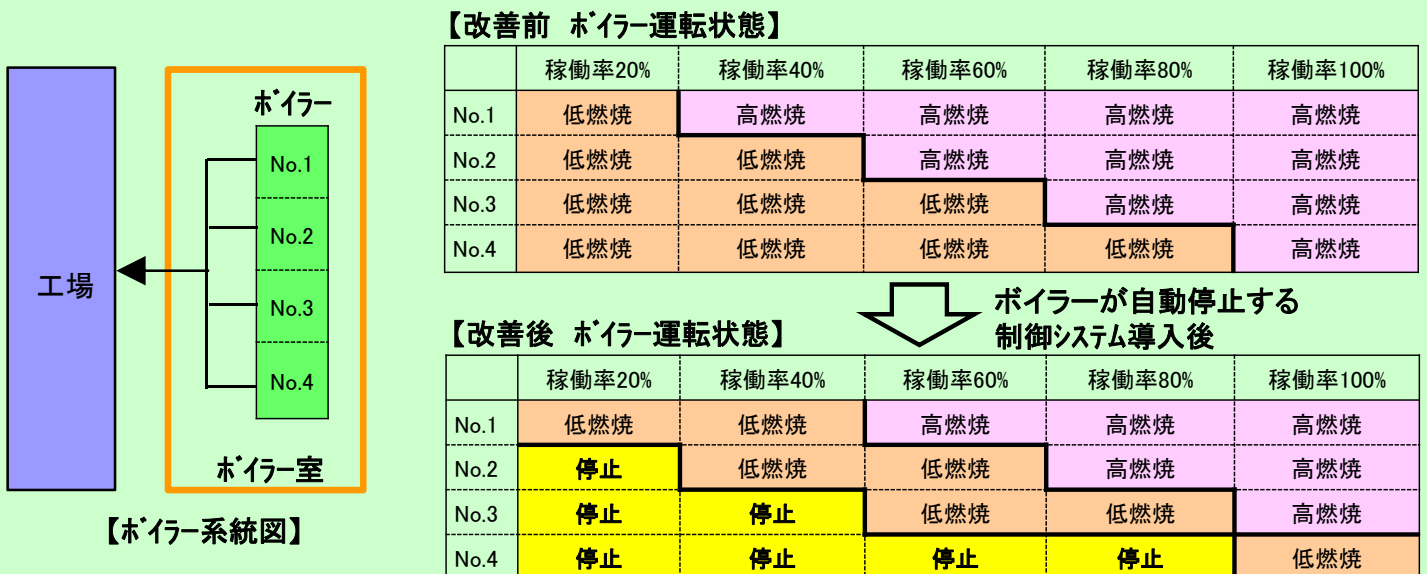 【改善前 ボイラー運転状態】
稼働率20% 稼働率40% 稼働率60% 稼働率80% 稼働率100%
No.1 低燃焼 高燃焼 高燃焼 高燃焼 高燃焼
No.2 低燃焼 低燃焼 高燃焼 高燃焼 高燃焼
No.3 低燃焼 低燃焼 低燃焼 高燃焼 高燃焼
No.4 低燃焼 低燃焼 低燃焼 低燃焼 高燃焼
ボイラー
No.1
No.2
No.3
No.4
工場
ボイラー室
【ボイラー系統図】
ボイラーが自動停止する
制御システム導入後
【改善後 ボイラー運転状態】
稼働率20% 稼働率40% 稼働率60% 稼働率80% 稼働率100%
No.1 低燃焼 低燃焼 高燃焼 高燃焼 高燃焼
No.2 停止 低燃焼 低燃焼 高燃焼 高燃焼
No.3 停止 停止 低燃焼 低燃焼 高燃焼
No.4 停止 停止 停止 停止 低燃焼